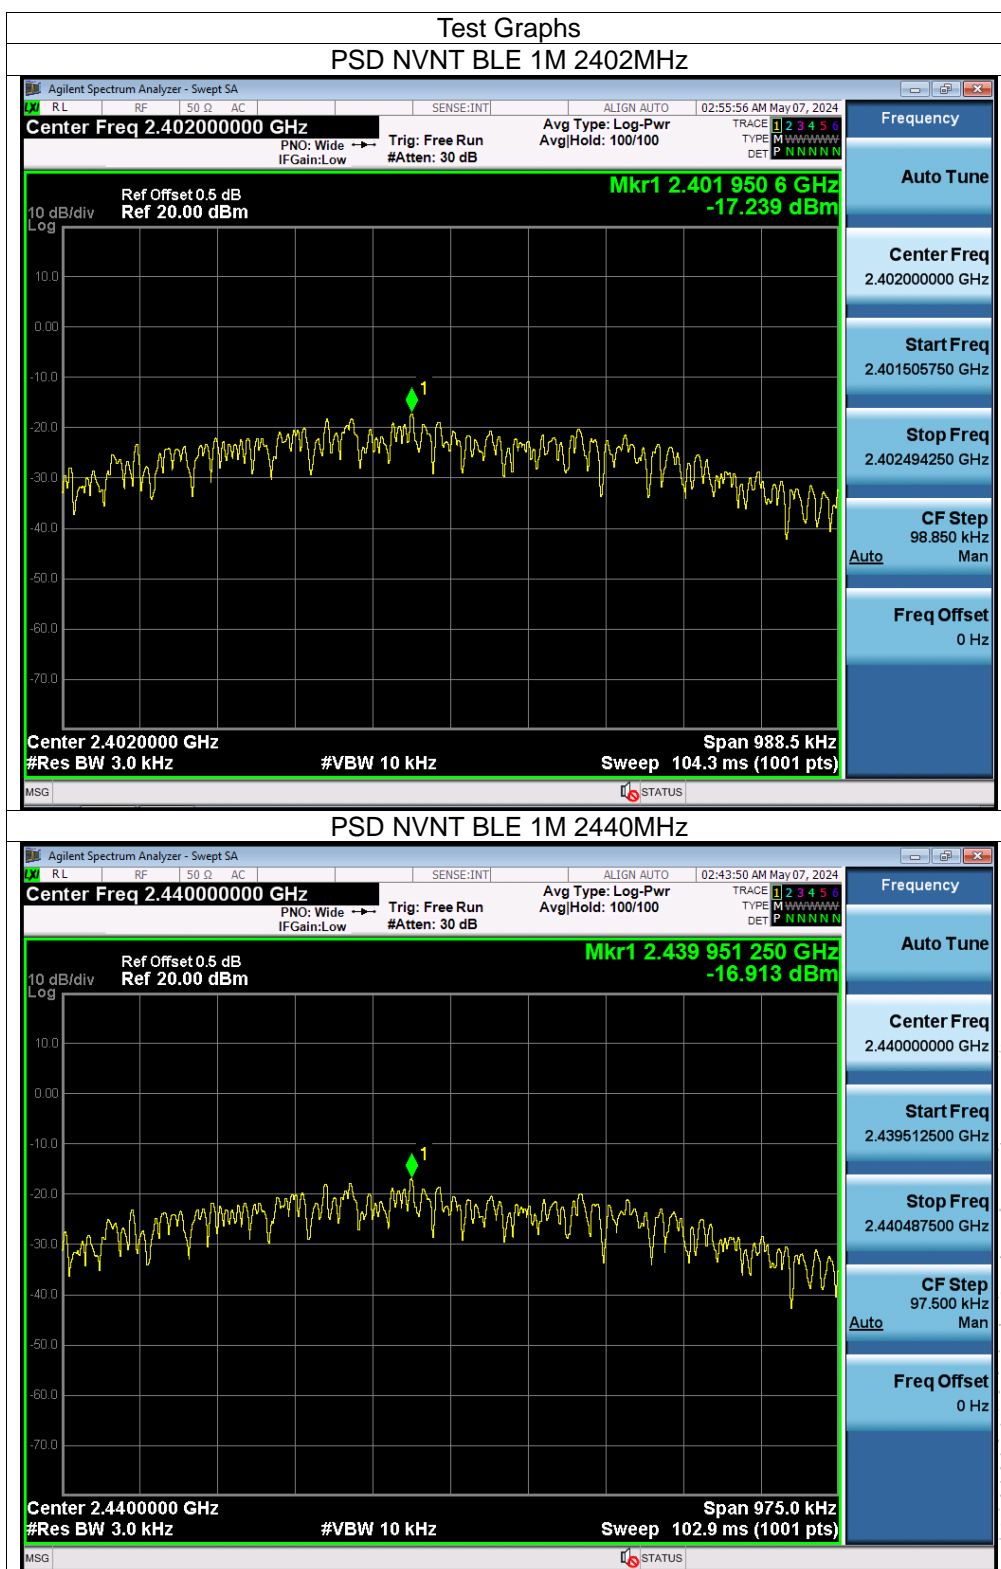 Test Graphs
PSD NVNT BLE 1M 2402MHz
Agilent Spectrum Analyzer - Swept SA
LXI RL RF 50 Ω AC SENSE:INT ALIGN AUTO 02:55:56 AM May 07, 2024
Center Freq 2.402000000 GHz
PNO: Wide
IFGain:Low
Trig: Free Run
#Atten: 30 dB
Avg Type: Log-Pwr
Avg|Hold: 100/100
TRACE 1 2 3 4 5 6
TYPE M WWWWW
DET P N N N N N
Frequency
Auto Tune
Center Freq
2.402000000 GHz
Start Freq
2.401505750 GHz
Stop Freq
2.402494250 GHz
CF Step
98.850 kHz
Auto Man
Freq Offset
0 Hz
Mkr1 2.401 950 6 GHz
-17.239 dBm
Ref Offset 0.5 dB
10 dB/div Ref 20.00 dBm
Log
10.0
0.00
-10.0
1
-20.0
-30.0
-40.0
-50.0
-60.0
-70.0
Center 2.4020000 GHz Span 988.5 kHz
#Res BW 3.0 kHz #VBW 10 kHz Sweep 104.3 ms (1001 pts)
MSG STATUS
PSD NVNT BLE 1M 2440MHz
Agilent Spectrum Analyzer - Swept SA
LXI RL RF 50 Ω AC SENSE:INT ALIGN AUTO 02:43:50 AM May 07, 2024
Center Freq 2.440000000 GHz
PNO: Wide
IFGain:Low
Trig: Free Run
#Atten: 30 dB
Avg Type: Log-Pwr
Avg|Hold: 100/100
TRACE 1 2 3 4 5 6
TYPE M WWWWW
DET P N N N N N
Frequency
Auto Tune
Center Freq
2.440000000 GHz
Start Freq
2.439512500 GHz
Stop Freq
2.440487500 GHz
CF Step
97.500 kHz
Auto Man
Freq Offset
0 Hz
Mkr1 2.439 951 250 GHz
-16.913 dBm
Ref Offset 0.5 dB
10 dB/div Ref 20.00 dBm
Log
10.0
0.00
-10.0
1
-20.0
-30.0
-40.0
-50.0
-60.0
-70.0
Center 2.4400000 GHz Span 975.0 kHz
#Res BW 3.0 kHz #VBW 10 kHz Sweep 102.9 ms (1001 pts)
MSG STATUS